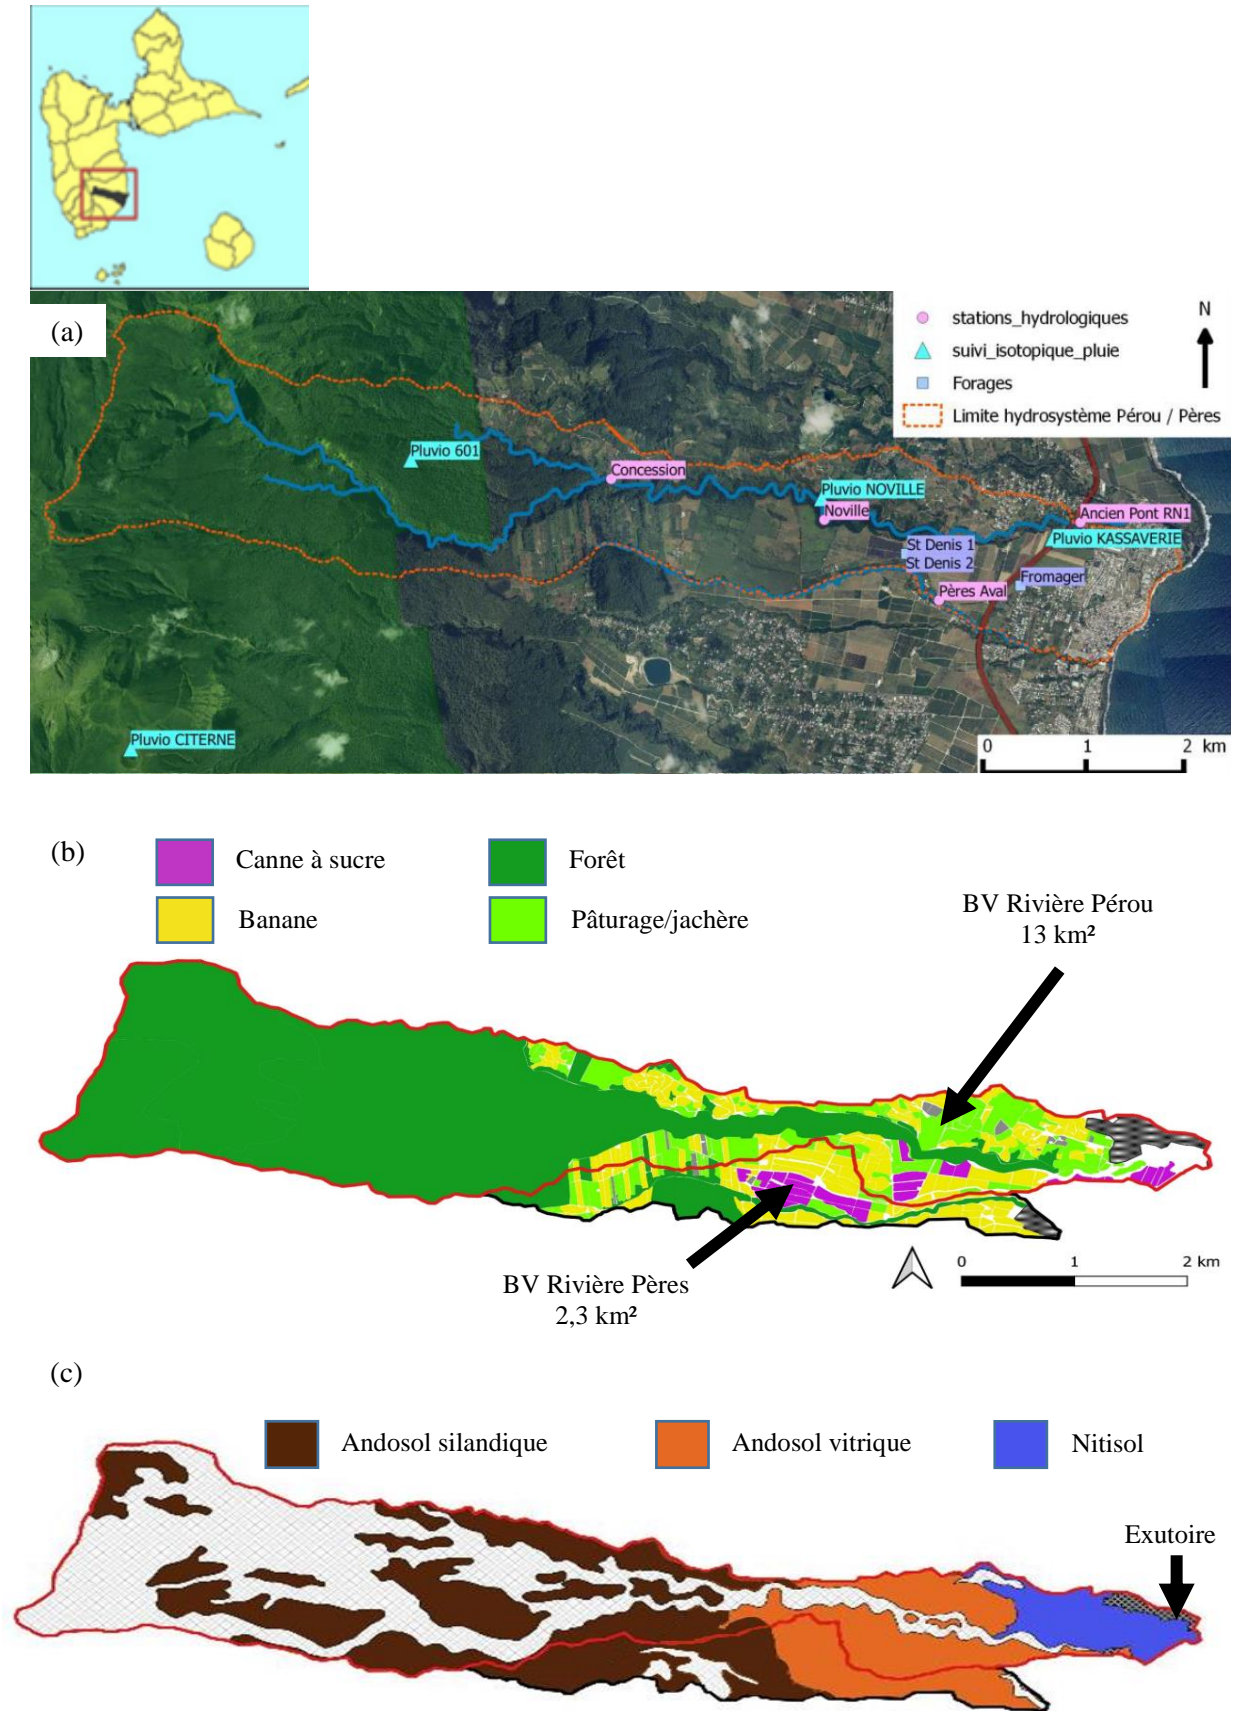 (a)
stations_hydrologiques
suivi_isotopique_pluie
Forages
Limite hydrosystème Pérou / Pères
N
Pluvio 601
Concession
Pluvio NOVILLE
Noville
Ancien Pont RN1
Pluvio KASSAVERIE
St Denis 1
St Denis 2
Fromager
Pères Aval
Pluvio CITERNE
0 1 2 km
(b)
Canne à sucre
Forêt
Banane
Pâturage/jachère
BV Rivière Pérou
13 km²
BV Rivière Pères
2,3 km²
0 1 2 km
(c)
Andosol silandique
Andosol vitrique
Nitisol
Exutoire